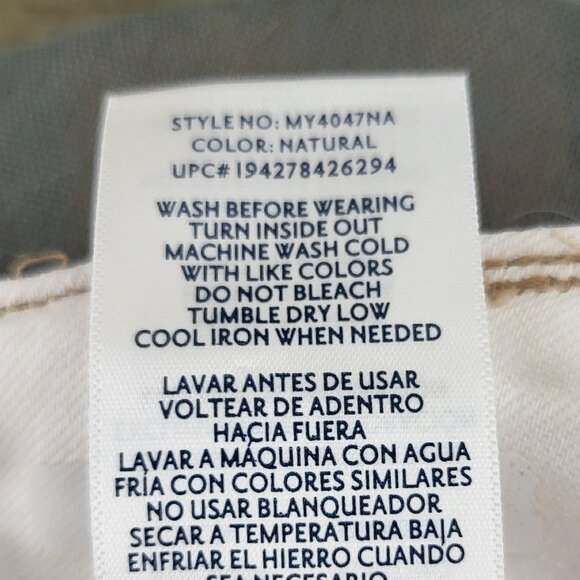 STYLE NO: MY4047NA
COLOR: NATURAL
UPC# 194278426294
WASH BEFORE WEARING
TURN INSIDE OUT
MACHINE WASH COLD
WITH LIKE COLORS
DO NOT BLEACH
TUMBLE DRY LOW
COOL IRON WHEN NEEDED
LAVAR ANTES DE USAR
VOLTEAR DE ADENTRO
HACIA FUERA
LAVAR A MÁQUINA CON AGUA
FRÍA CON COLORES SIMILARES
NO USAR BLANQUEADOR
SECAR A TEMPERATURA BAJA
ENFRIAR EL HIERRO CUANDO
SEA NECESARIO